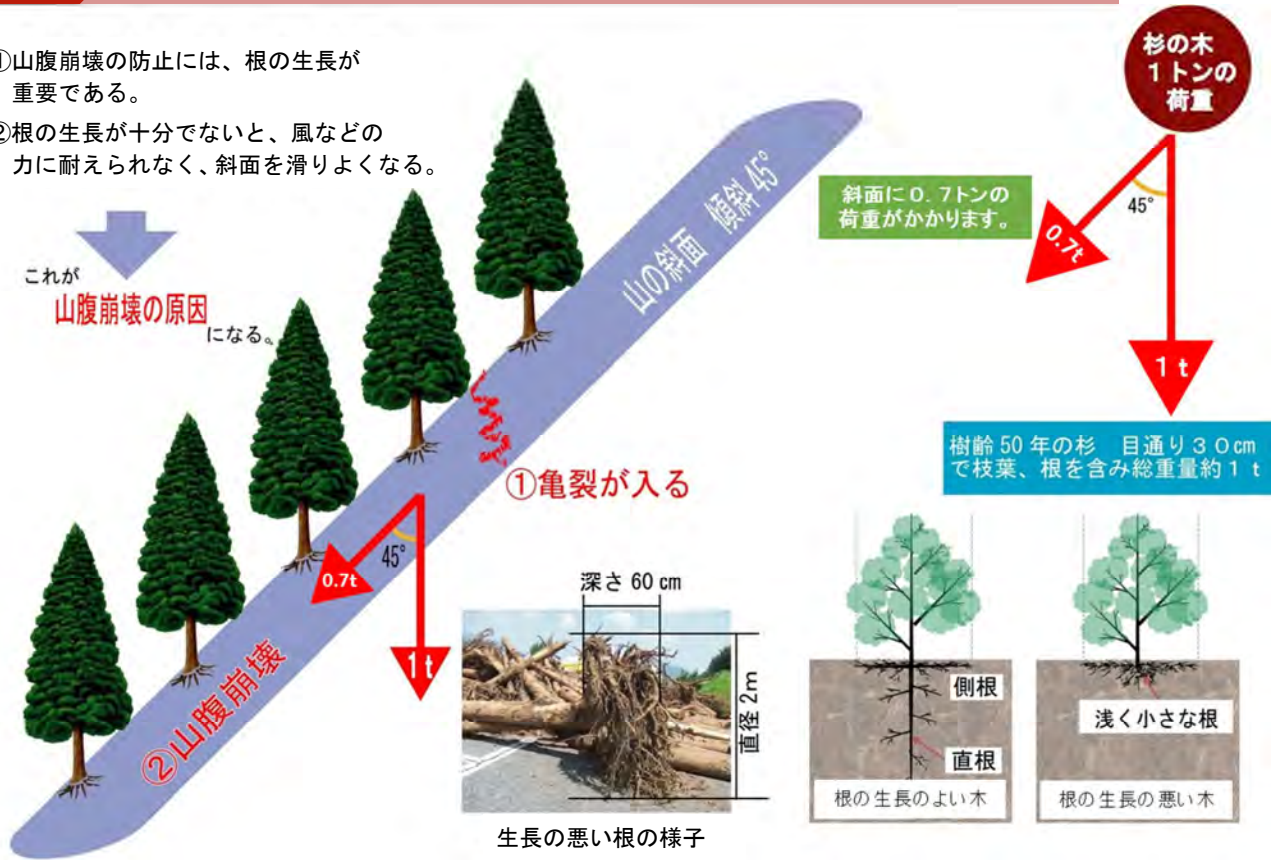 ①山腹崩壊の防止には、根の生長が
重要である。
②根の生長が十分でないと、風などの
力に耐えられなく、斜面を滑りよくなる。
これが
山腹崩壊の原因
になる。
山の斜面 傾斜45°
①亀裂が入る
45°
0.7t
1t
②山腹崩壊
杉の木
1トンの
荷重
斜面に0.7トンの
荷重がかかります。
45°
0.7t
1t
樹齢50年の杉 目通り30cm
で枝葉、根を含み総重量約1t
深さ60cm
直径2m
生長の悪い根の様子
側根
直根
根の生長のよい木
浅く小さな根
根の生長の悪い木